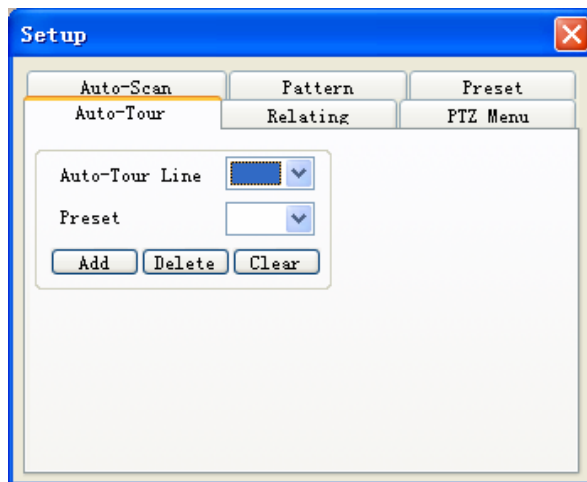 Setup
Auto-Scan Pattern Preset
Auto-Tour Relating PTZ Menu
Auto-Tour Line
Preset
Add Delete Clear